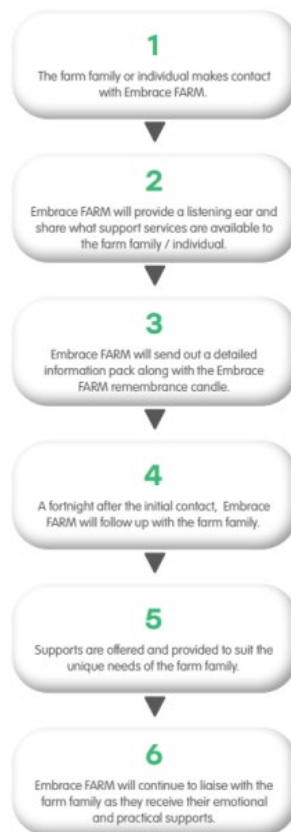 1
The farm family or individual makes contact
with Embrace FARM.
2
Embrace FARM will provide a listening ear and
share what support services are available to
the farm family / individual.
3
Embrace FARM will send out a detailed
information pack along with the Embrace
FARM remembrance candle.
4
A fortnight after the initial contact, Embrace
FARM will follow up with the farm family.
5
Supports are offered and provided to suit the
unique needs of the farm family.
6
Embrace FARM will continue to liaise with the
farm family as they receive their emotional
and practical supports.